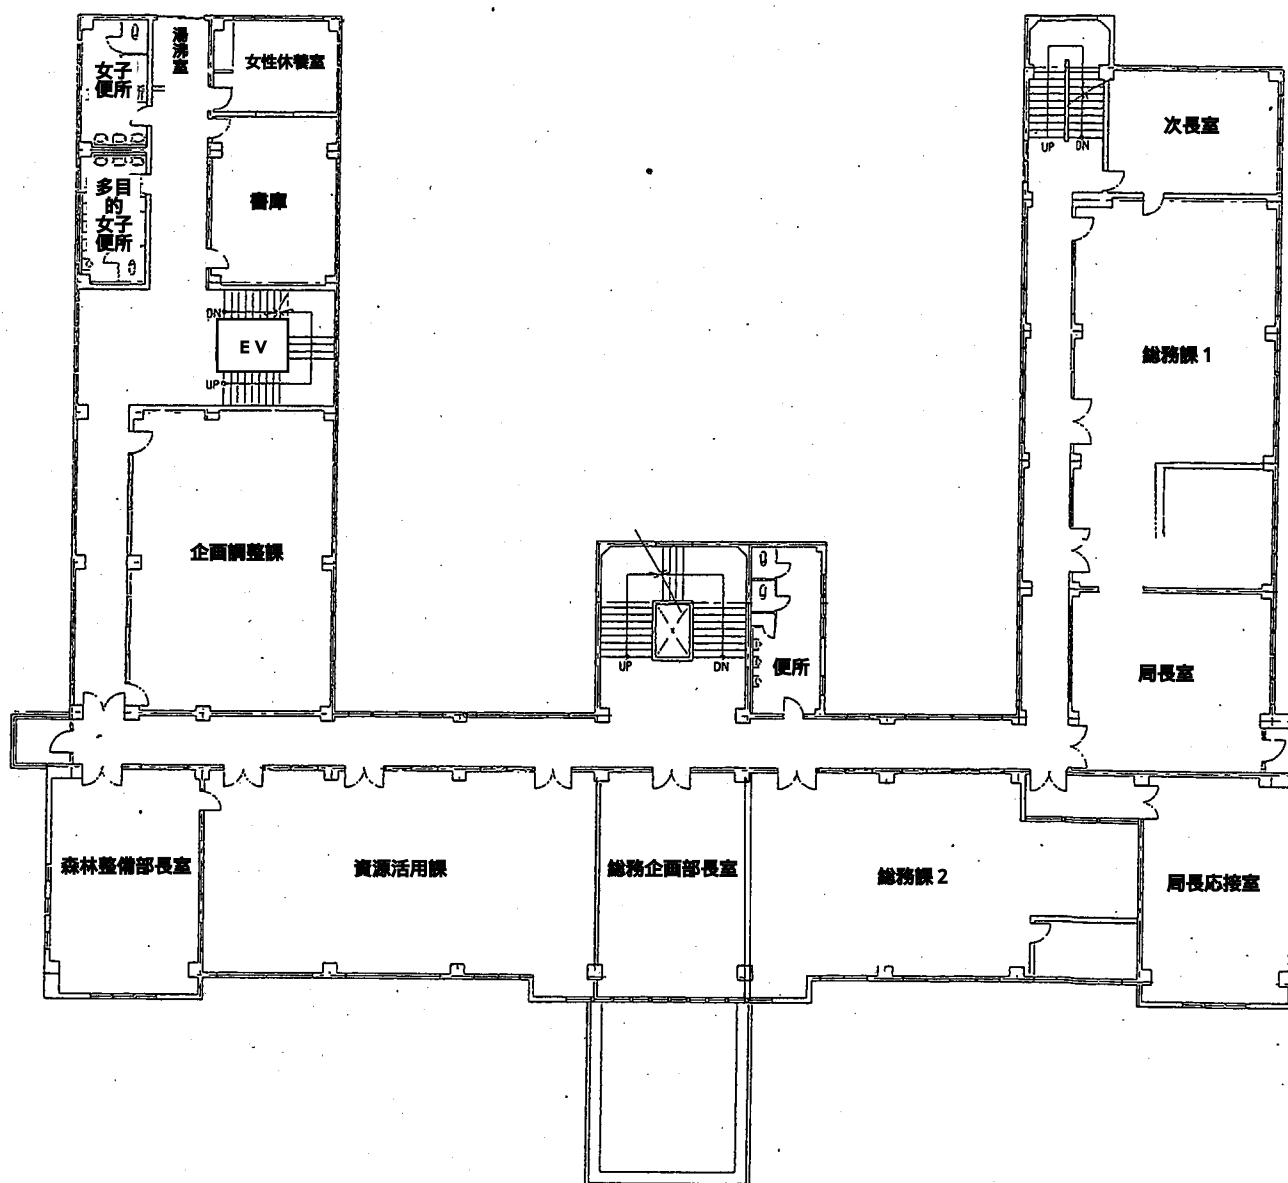 湯沸室
女子
便所
女性休養室
多目
的
女子
便所
書庫
DN
EV
UP
企画調整課
UP
DN
便所
UP
DN
次長室
総務課1
局長室
森林整備部長室
資源活用課
総務企画部長室
総務課2
局長応接室